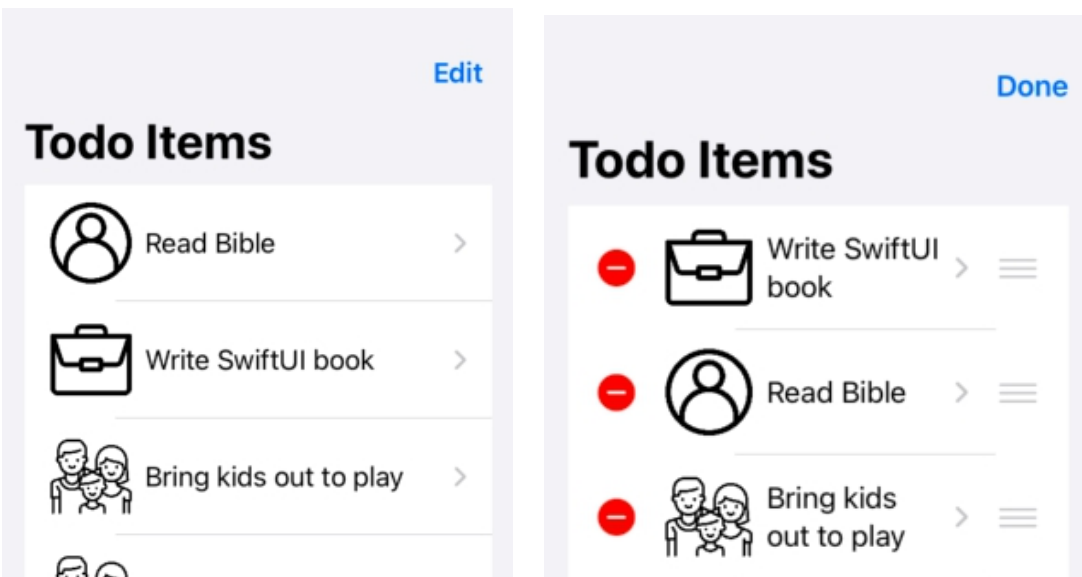 Edit
Todo Items
Read Bible
Write SwiftUI book
Bring kids out to play
Done
Todo Items
Write SwiftUI
book
Read Bible
Bring kids
out to play